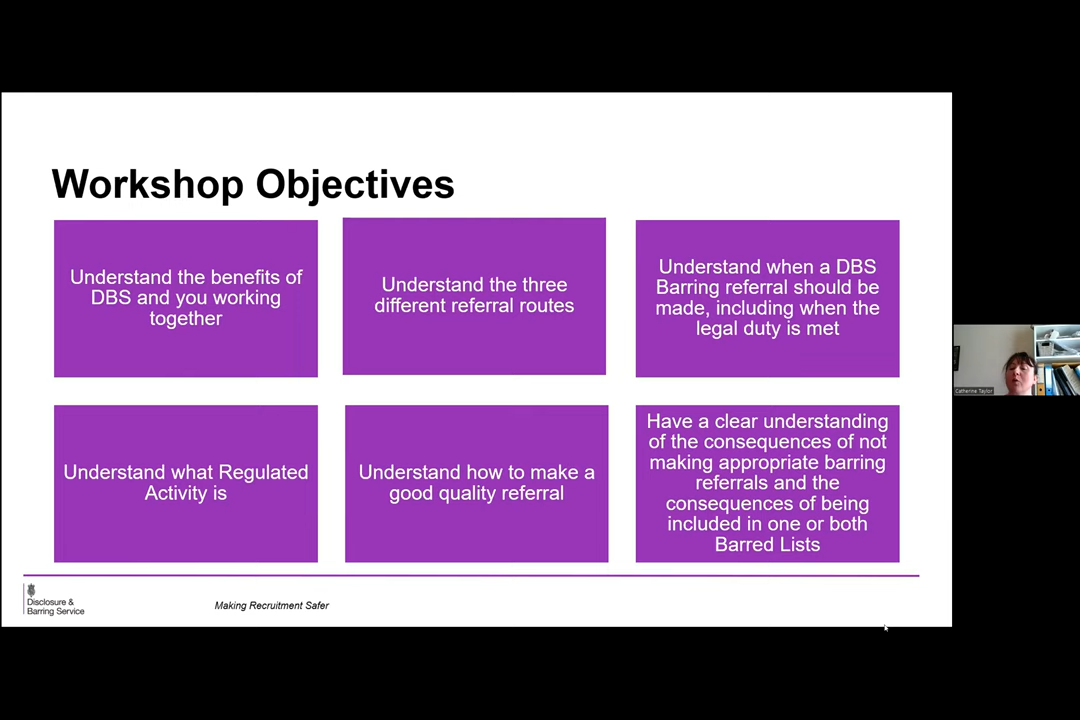 Workshop Objectives
Understand the benefits of
DBS and you working
together
Understand the three
different referral routes
Understand when a DBS
Barring referral should be
made, including when the
legal duty is met
Understand what Regulated
Activity is
Understand how to make a
good quality referral
Have a clear understanding
of the consequences of not
making appropriate barring
referrals and the
consequences of being
included in one or both
Barred Lists
Disclosure &
Barring Service
Making Recruitment Safer
Catherine Taylor